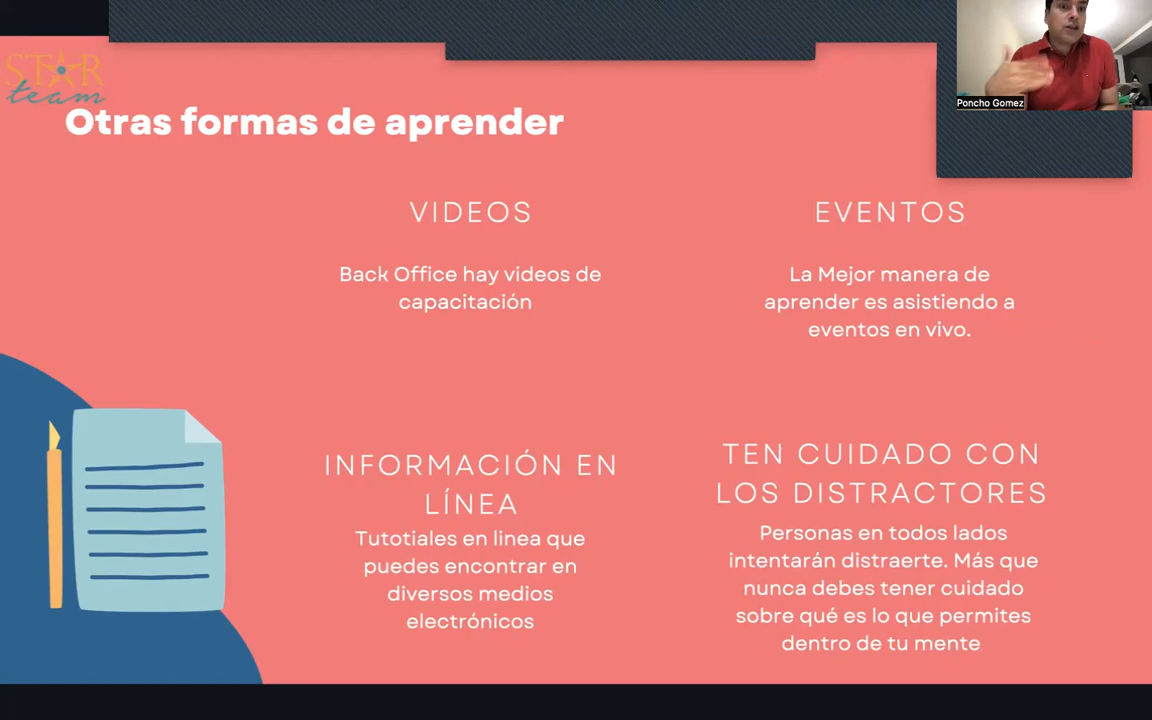 STAR
team
Poncho Gomez
Otras formas de aprender
VIDEOS
Back Office hay videos de
capacitación
EVENTOS
La Mejor manera de
aprender es asistiendo a
eventos en vivo.
INFORMACIÓN EN
LÍNEA
Tutotiales en linea que
puedes encontrar en
diversos medios
electrónicos
TEN CUIDADO CON
LOS DISTRACTORES
Personas en todos lados
intentarán distraerte. Más que
nunca debes tener cuidado
sobre qué es lo que permites
dentro de tu mente